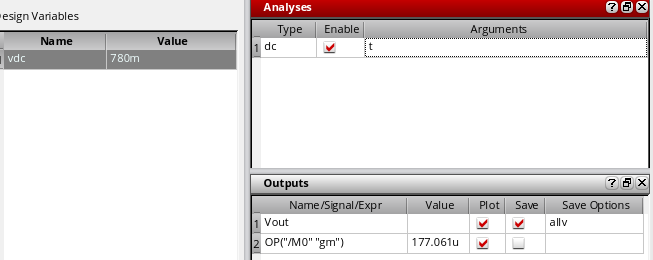 esign Variables
Name Value
vdc 780m
Analyses
Type Enable Arguments
1 dc t
Outputs
Name/Signal/Expr Value Plot Save Save Options
1 Vout allv
2 OP("/M0" "gm") 177.061u